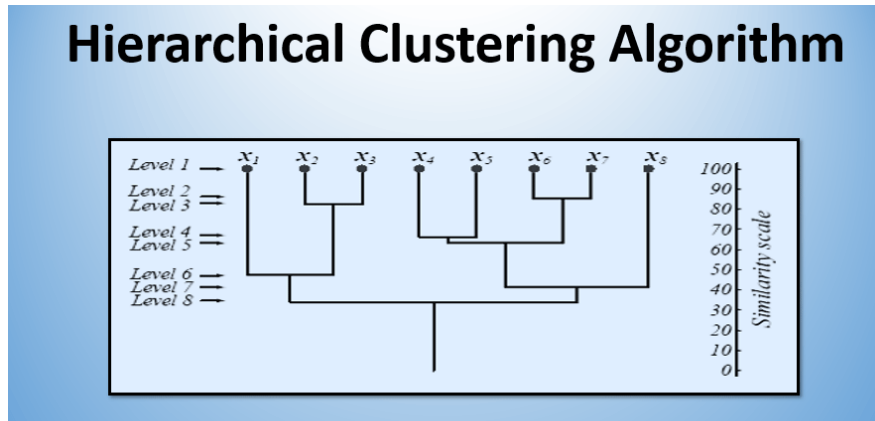 Hierarchical Clustering Algorithm
Level 1 x₁ x₂ x₃ x₄ x₅ x₆ x₇ x₈
Level 2
Level 3
Level 4
Level 5
Level 6
Level 7
Level 8
100
90
80
70
60
50
40
30
20
10
0
Similarity scale